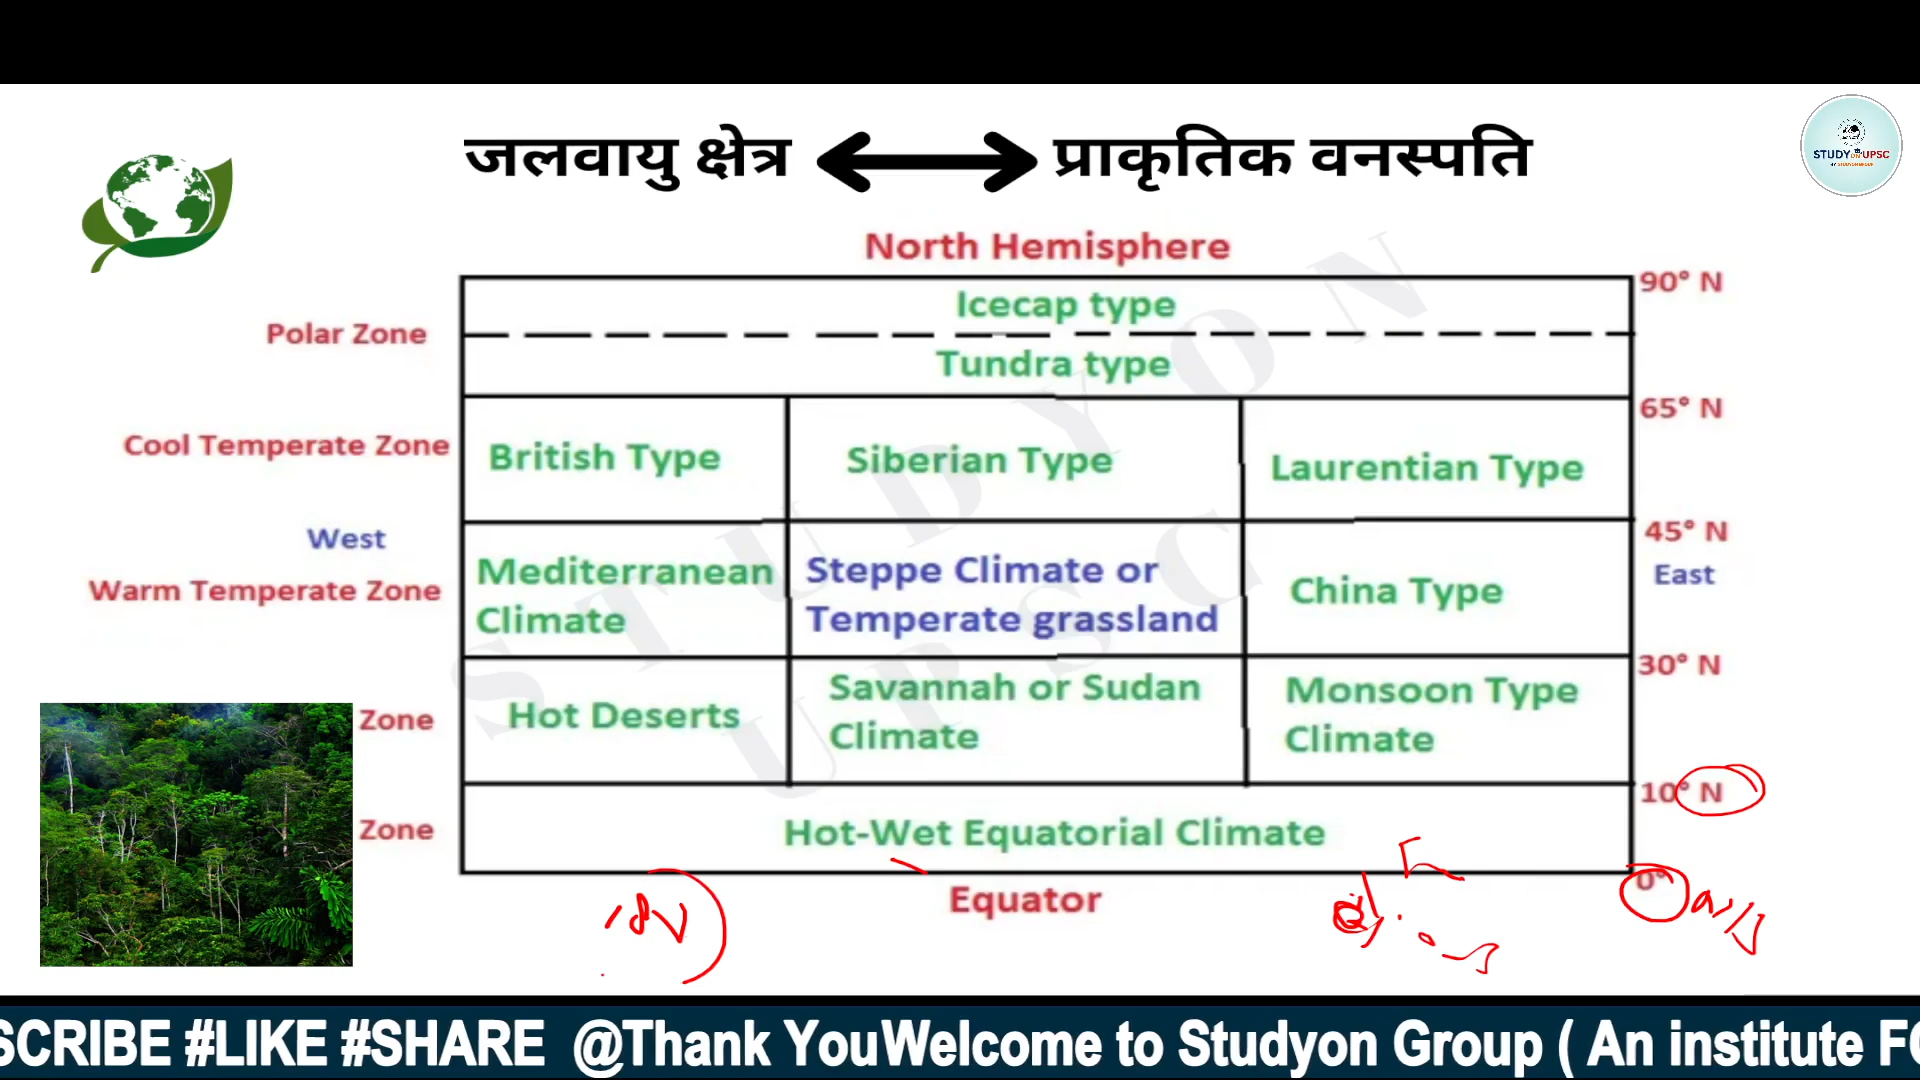 जलवायु क्षेत्र प्राकृतिक वनस्पति
STUDY ON UPSC
North Hemisphere
90° N
Icecap type
Polar Zone
Tundra type
65° N
Cool Temperate Zone
British Type
Siberian Type
Laurentian Type
45° N
West
East
Warm Temperate Zone
Mediterranean
Climate
Steppe Climate or
Temperate grassland
China Type
30° N
Zone
Hot Deserts
Savannah or Sudan
Climate
Monsoon Type
Climate
10° N
Zone
Hot-Wet Equatorial Climate
0°
Equator
STUDYON
UPSC
SCRIBE #LIKE #SHARE @Thank YouWelcome to Studyon Group ( An institute